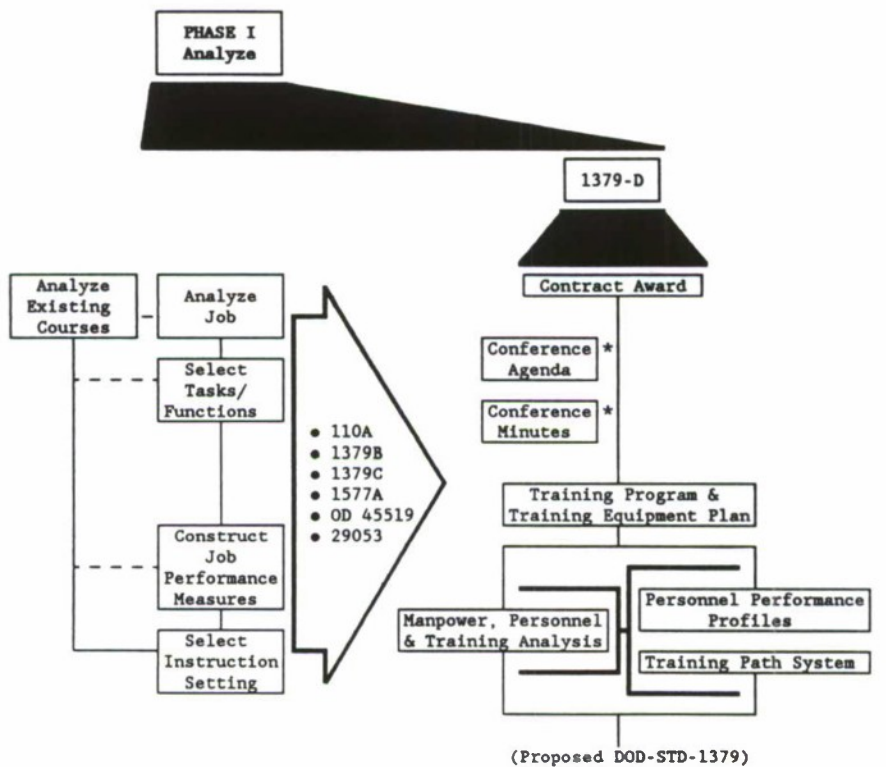 PHASE I
Analyze
1379-D
Contract Award
Analyze
Existing
Courses
Analyze
Job
Select
Tasks/
Functions
Construct
Job
Performance
Measures
Select
Instruction
Setting
• 110A
• 1379B
• 1379C
• 1577A
• OD 45519
• 29053
Conference *
Agenda
Conference *
Minutes
Training Program &
Training Equipment Plan
Manpower, Personnel
& Training Analysis
Personnel Performance
Profiles
Training Path System
(Proposed DOD-STD-1379)